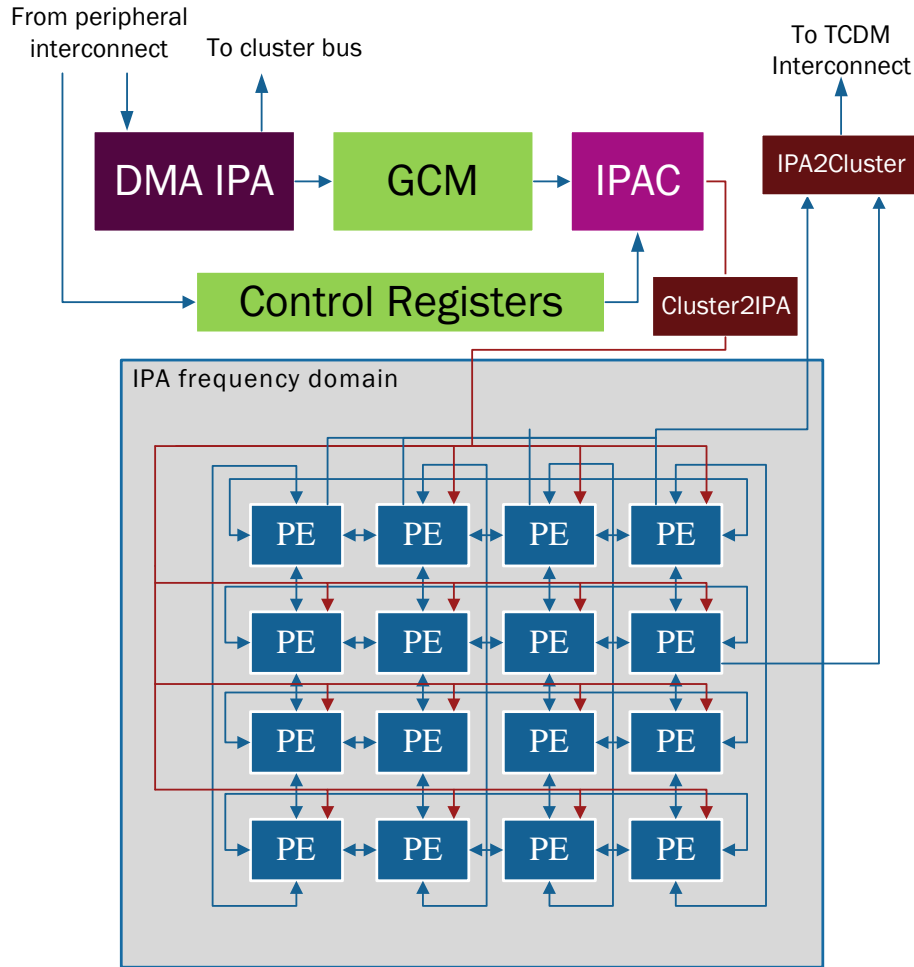 From peripheral
interconnect
To cluster bus
To TCDM
Interconnect
DMA IPA
GCM
IPAC
IPA2Cluster
Control Registers
Cluster2IPA
IPA frequency domain
PE PE PE PE
PE PE PE PE
PE PE PE PE
PE PE PE PE